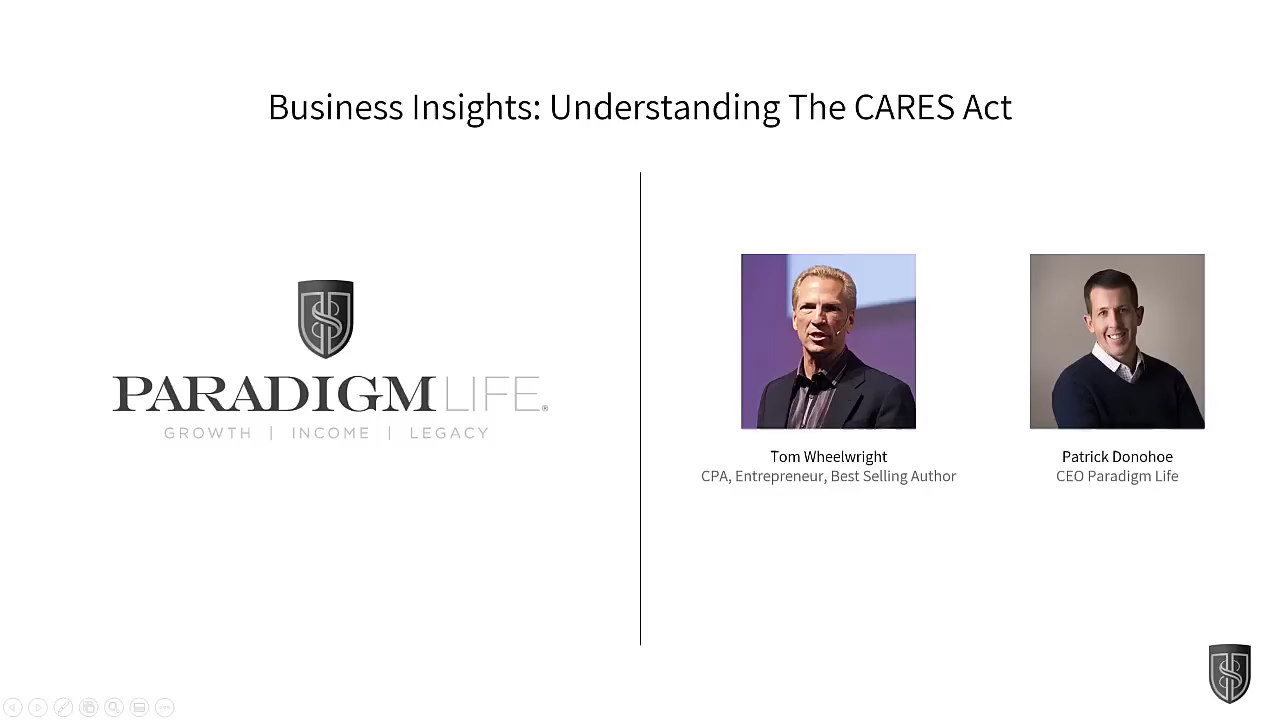 Business Insights: Understanding The CARES Act
PARADIGM LIFE®
GROWTH | INCOME | LEGACY
Tom Wheelwright
CPA, Entrepreneur, Best Selling Author
Patrick Donohoe
CEO Paradigm Life